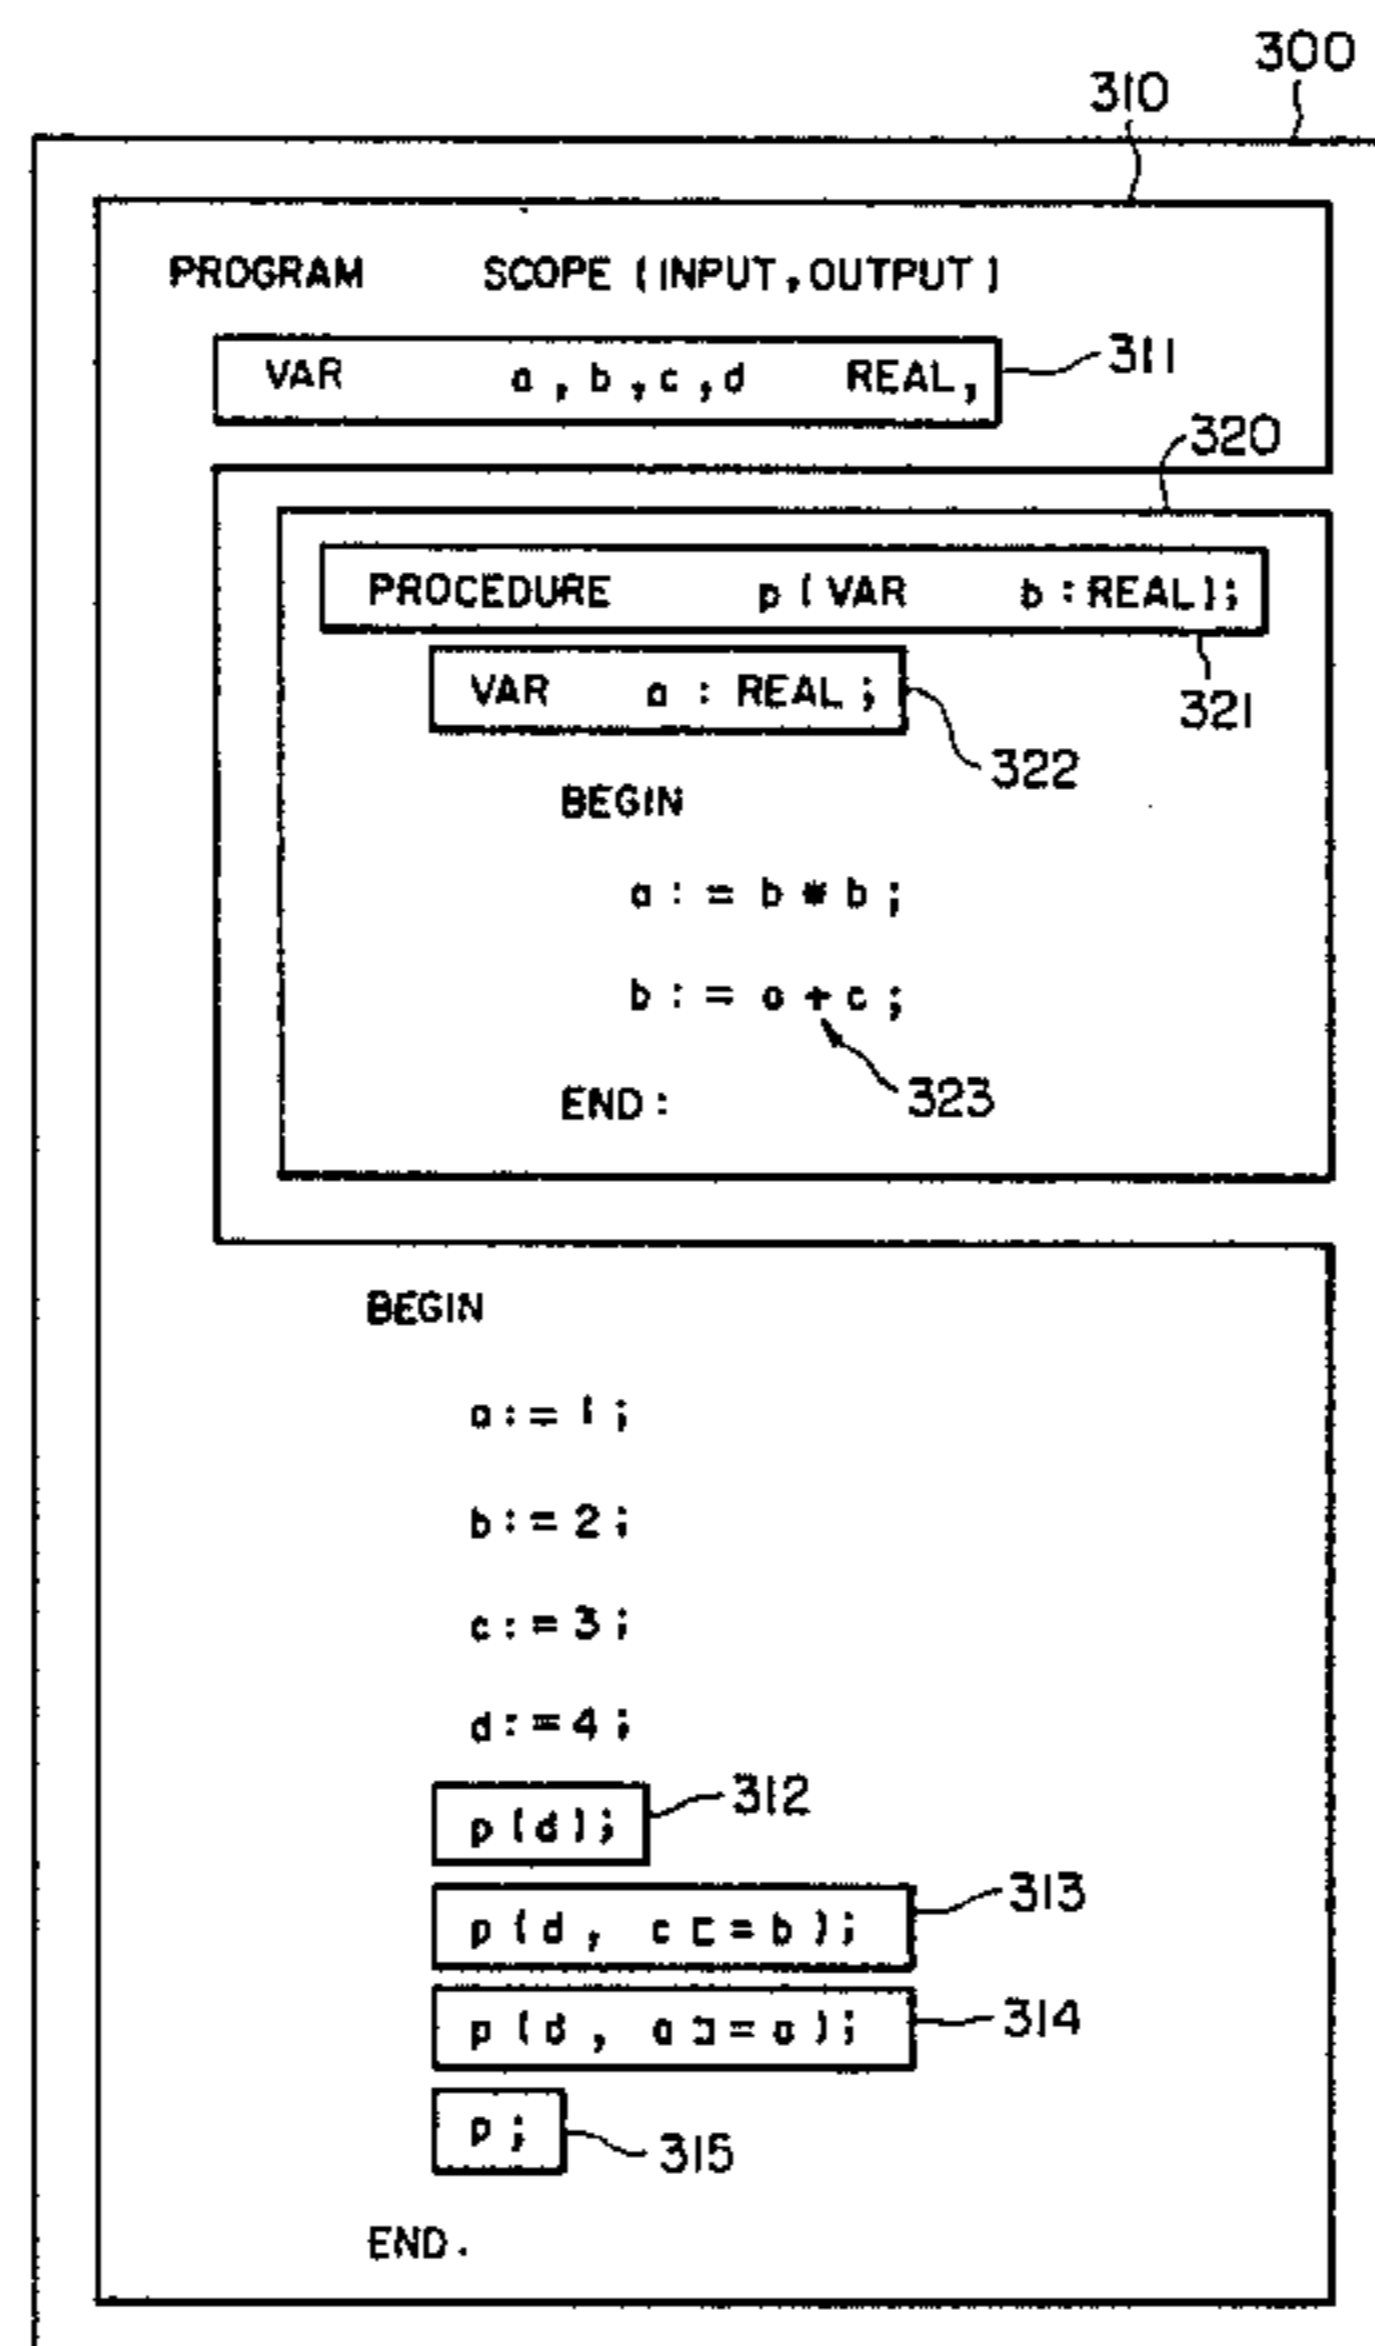 300
310
PROGRAM SCOPE (INPUT,OUTPUT)
VAR a,b,c,d REAL,
311
320
PROCEDURE p(VAR b:REAL);
321
VAR a : REAL;
322
BEGIN
a:=b*b;
b:=a+c;
323
END:
BEGIN
a:=1;
b:=2;
c:=3;
d:=4;
p(d);
312
p(d, c⊏=b);
313
p(d, a⊐=a);
314
p;
315
END.